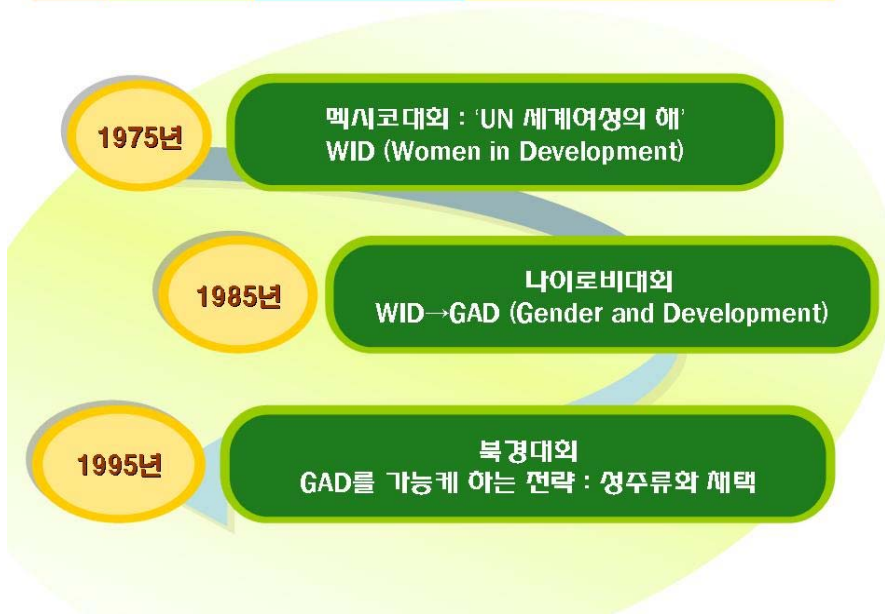 1975년
멕시코대회 : ‘UN 세계여성의 해’
WID (Women in Development)
1985년
나이로비대회
WID→GAD (Gender and Development)
1995년
북경대회
GAD를 가능케 하는 전략 : 성주류화 채택